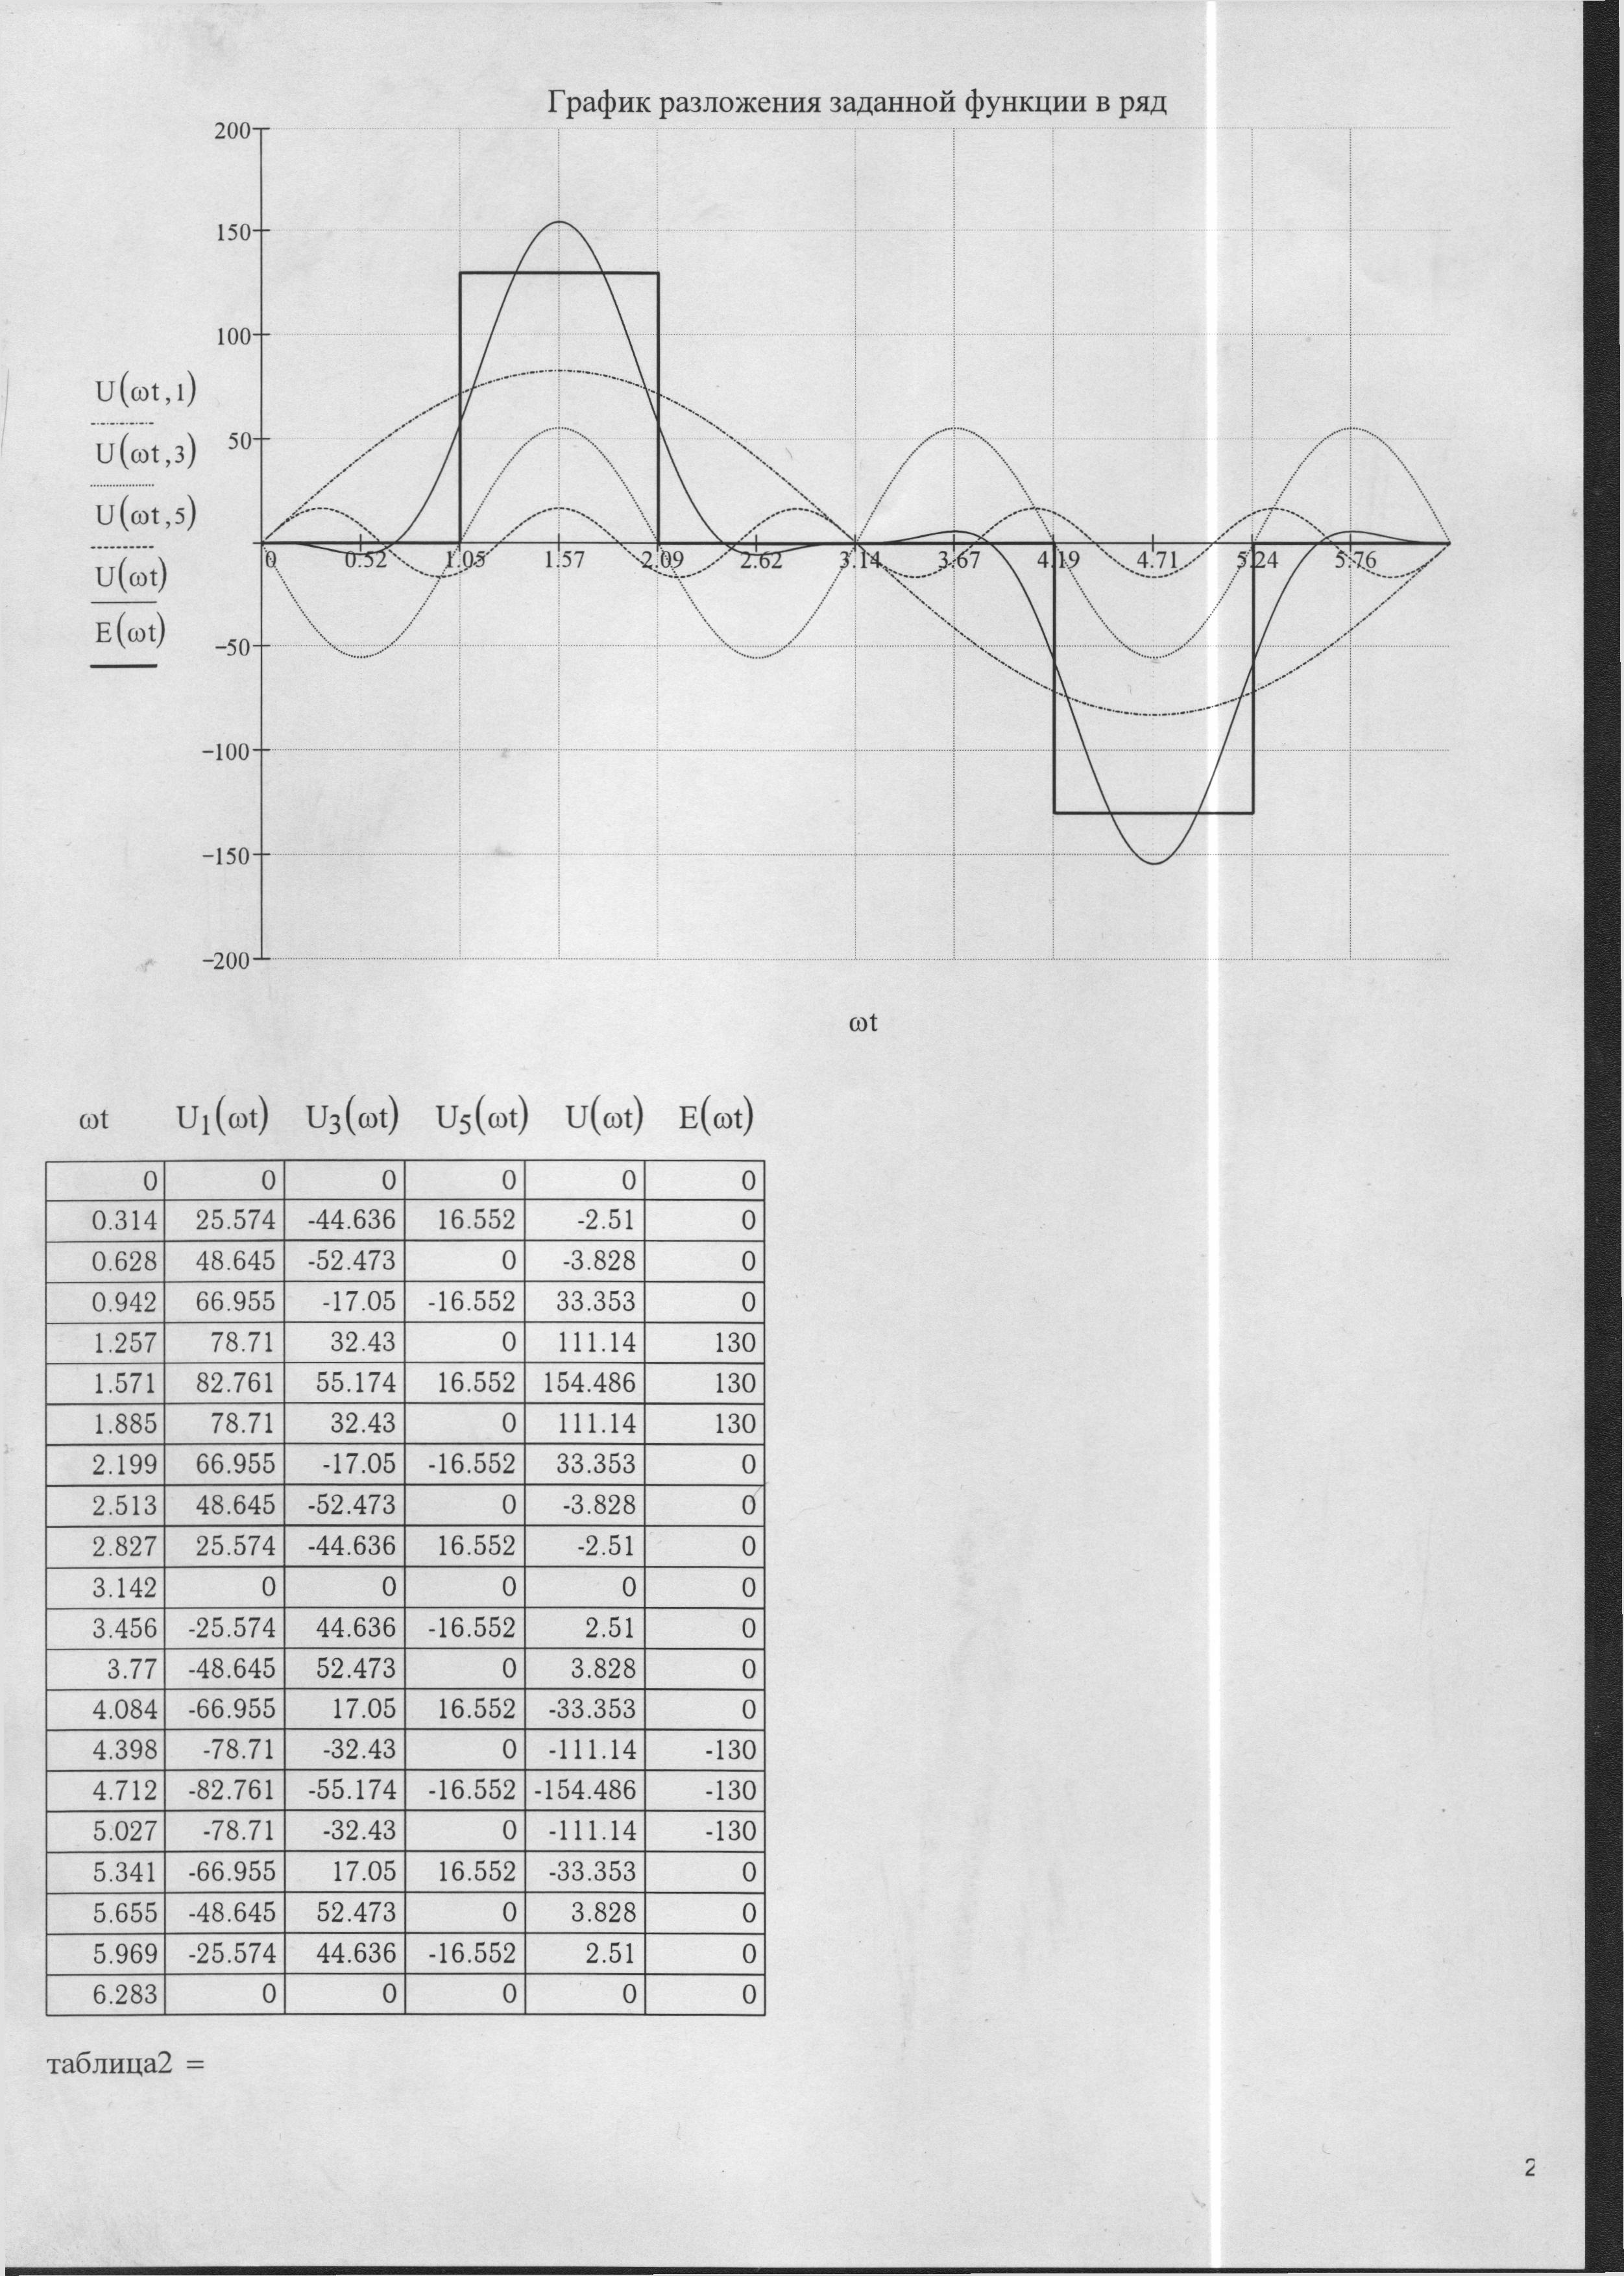 График разложения заданной функции в ряд
200
150
100
50
−50
−100
−150
−200
0 0.52 1.05 1.57 2.09 2.62 3.14 3.67 4.19 4.71 5.24 5.76
U(ωt,1)
U(ωt,3)
U(ωt,5)
U(ωt)
E(ωt)
ωt
ωt U1(ωt) U3(ωt) U5(ωt) U(ωt) E(ωt)
0 0 0 0 0 0
0.314 25.574 -44.636 16.552 -2.51 0
0.628 48.645 -52.473 0 -3.828 0
0.942 66.955 -17.05 -16.552 33.353 0
1.257 78.71 32.43 0 111.14 130
1.571 82.761 55.174 16.552 154.486 130
1.885 78.71 32.43 0 111.14 130
2.199 66.955 -17.05 -16.552 33.353 0
2.513 48.645 -52.473 0 -3.828 0
2.827 25.574 -44.636 16.552 -2.51 0
3.142 0 0 0 0 0
3.456 -25.574 44.636 -16.552 2.51 0
3.77 -48.645 52.473 0 3.828 0
4.084 -66.955 17.05 16.552 -33.353 0
4.398 -78.71 -32.43 0 -111.14 -130
4.712 -82.761 -55.174 -16.552 -154.486 -130
5.027 -78.71 -32.43 0 -111.14 -130
5.341 -66.955 17.05 16.552 -33.353 0
5.655 -48.645 52.473 0 3.828 0
5.969 -25.574 44.636 -16.552 2.51 0
6.283 0 0 0 0 0
таблица2 =
2